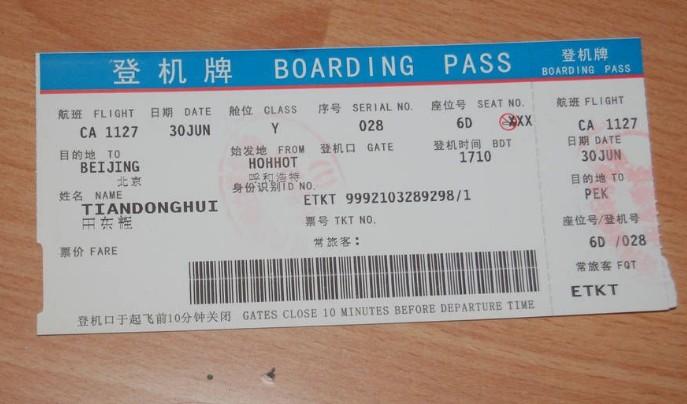 登机牌 BOARDING PASS
航班 FLIGHT 日期 DATE 舱位 CLASS 序号 SERIAL NO. 座位号 SEAT NO.
CA 1127 30JUN Y 028 6D XXX
目的地 TO 始发地 FROM 登机口 GATE 登机时间 BDT
BEIJING HOHHOT 1710
北京 呼和浩特
姓名 NAME 身份识别ID NO.
TIANDONGHUI ETKT 9992103289298/1
田东辉 票号 TKT NO.
票价 FARE 常旅客:
登机口于起飞前10分钟关闭 GATES CLOSE 10 MINUTES BEFORE DEPARTURE TIME
登机牌
BOARDING PASS
航班 FLIGHT
CA 1127
日期 DATE
30JUN
目的地 TO
PEK
座位号/登机号
6D /028
常旅客 FQT
ETKT